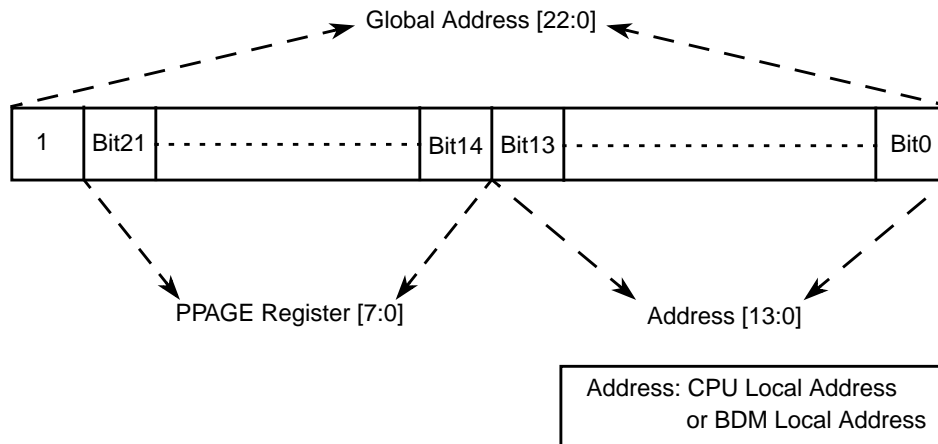 Global Address [22:0]
1 Bit21 Bit14 Bit13 Bit0
PPAGE Register [7:0]
Address [13:0]
Address: CPU Local Address
or BDM Local Address